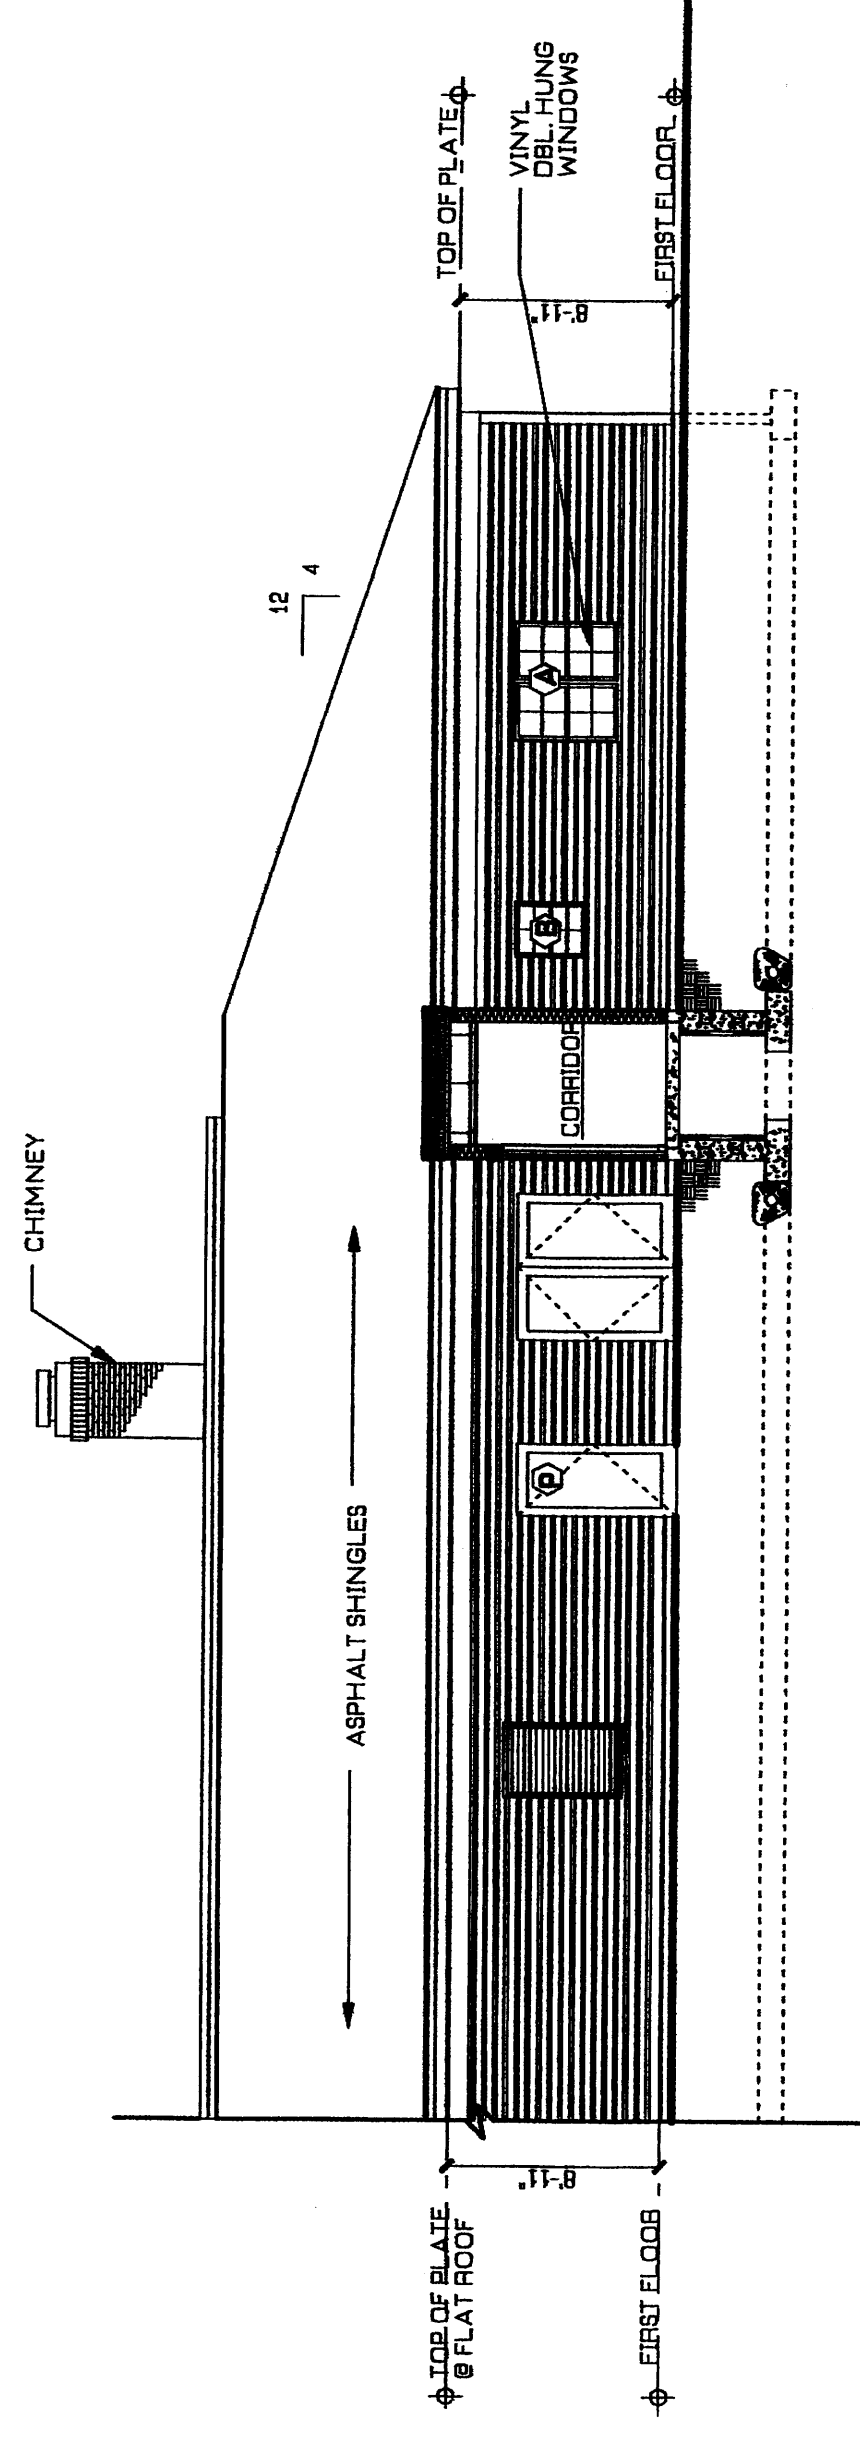 CHIMNEY
12
4
ASPHALT SHINGLES
TOP OF PLATE
@ FLAT ROOF
8'-11"
FIRST FLOOR
P
CORRIDOR
B
A
TOP OF PLATE
8'-11"
FIRST FLOOR
VINYL
DBL. HUNG
WINDOWS